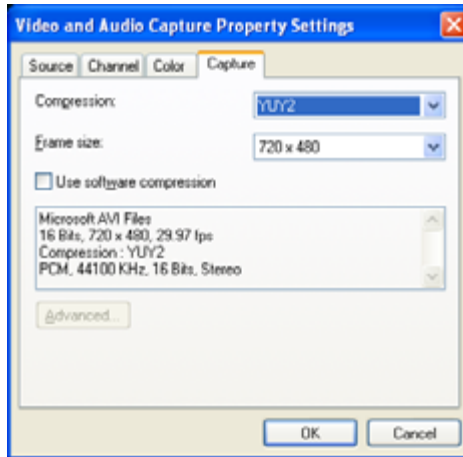 Video and Audio Capture Property Settings
Source Channel Color Capture
Compression: YUY2
Frame size: 720 x 480
Use software compression
Microsoft AVI Files
16 Bits, 720 x 480, 29.97 fps
Compression : YUY2
PCM, 44100 KHz, 16 Bits, Stereo
Advanced...
OK Cancel